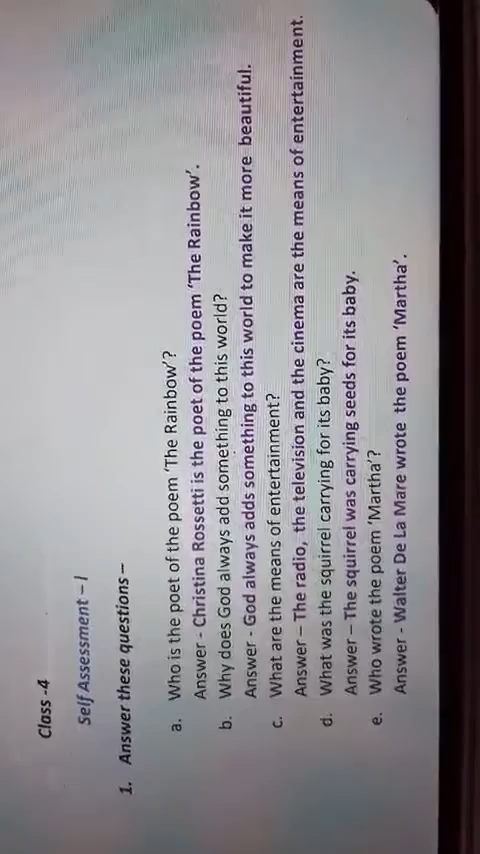 Class -4
Self Assessment – I
1. Answer these questions –
a. Who is the poet of the poem ‘The Rainbow’?
Answer - Christina Rossetti is the poet of the poem ‘The Rainbow’.
b. Why does God always add something to this world?
Answer - God always adds something to this world to make it more beautiful.
c. What are the means of entertainment?
Answer – The radio, the television and the cinema are the means of entertainment.
d. What was the squirrel carrying for its baby?
Answer – The squirrel was carrying seeds for its baby.
e. Who wrote the poem ‘Martha’?
Answer - Walter De La Mare wrote the poem ‘Martha’.